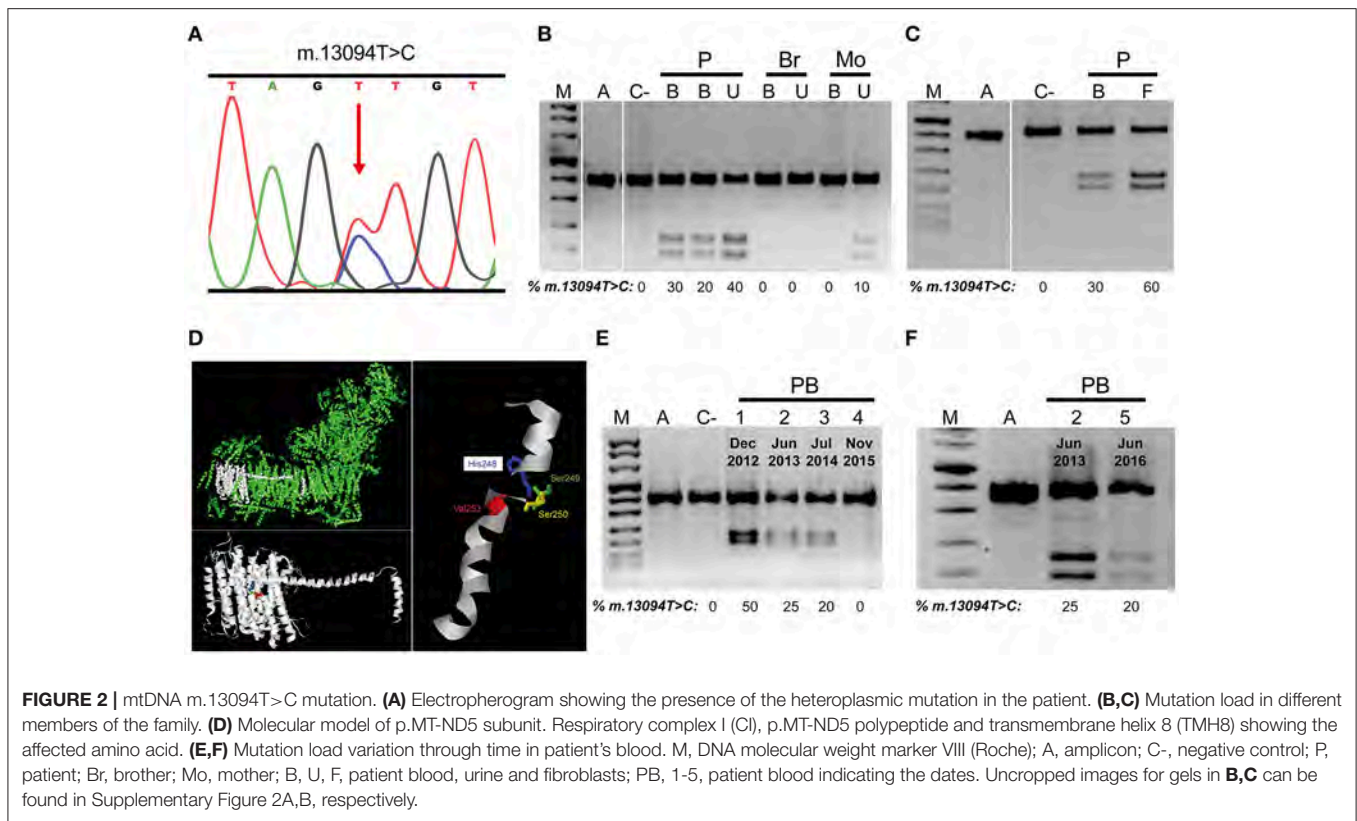 A
m.13094T>C
T A G T T G T
B
P Br Mo
M A C- B B U B U B U
% m.13094T>C: 0 30 20 40 0 0 0 10
C
P
M A C- B F
% m.13094T>C: 0 30 60
D
His248
Ser249
Val253
Ser250
E
PB
M A C- 1 2 3 4
Dec Jun Jul Nov
2012 2013 2014 2015
% m.13094T>C: 0 50 25 20 0
F
PB
M A 2 5
Jun Jun
2013 2016
% m.13094T>C: 25 20
FIGURE 2 | mtDNA m.13094T>C mutation. (A) Electropherogram showing the presence of the heteroplasmic mutation in the patient. (B,C) Mutation load in different
members of the family. (D) Molecular model of p.MT-ND5 subunit. Respiratory complex I (CI), p.MT-ND5 polypeptide and transmembrane helix 8 (TMH8) showing the
affected amino acid. (E,F) Mutation load variation through time in patient's blood. M, DNA molecular weight marker VIII (Roche); A, amplicon; C-, negative control; P,
patient; Br, brother; Mo, mother; B, U, F, patient blood, urine and fibroblasts; PB, 1-5, patient blood indicating the dates. Uncropped images for gels in B,C can be
found in Supplementary Figure 2A,B, respectively.